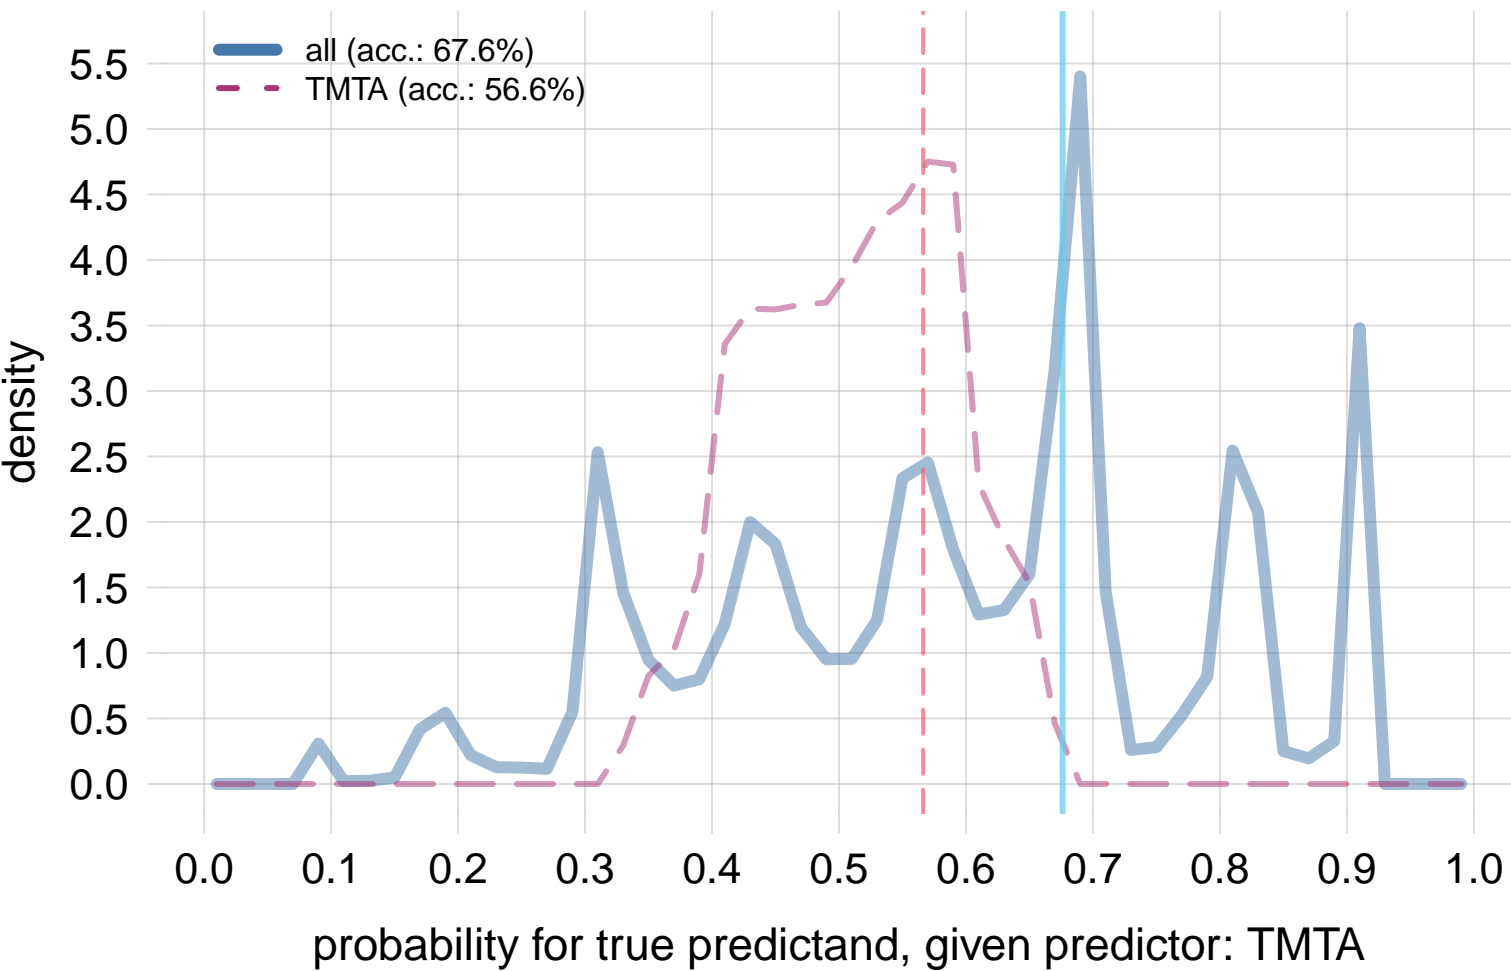 all (acc.: 67.6%)
TMTA (acc.: 56.6%)
5.5
5.0
4.5
4.0
3.5
3.0
2.5
2.0
1.5
1.0
0.5
0.0
density
0.0 0.1 0.2 0.3 0.4 0.5 0.6 0.7 0.8 0.9 1.0
probability for true predictand, given predictor: TMTA